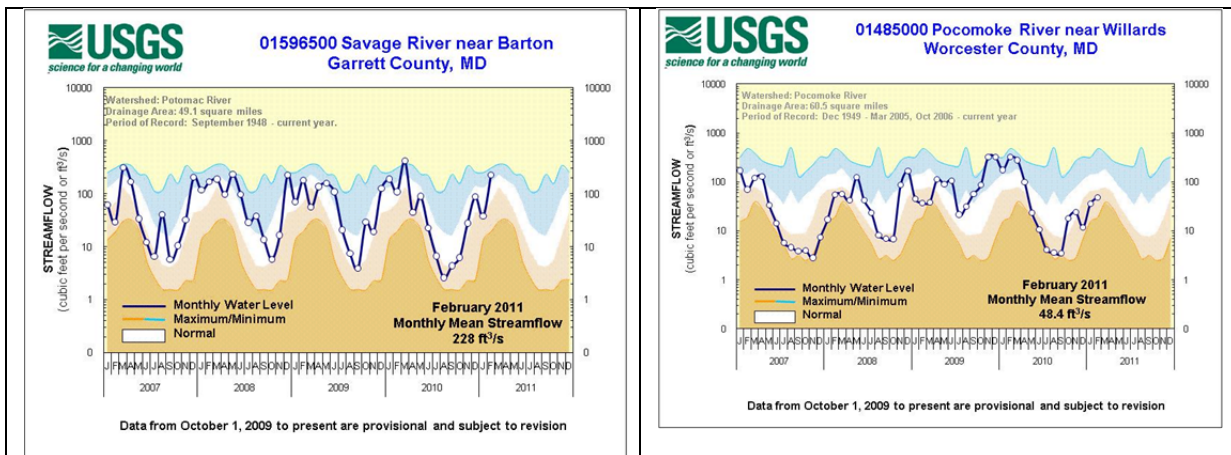 USGS
science for a changing world
01596500 Savage River near Barton
Garrett County, MD
10000
1000
100
10
1
0
STREAMFLOW
(cubic feet per second or ft³/s)
Watershed: Potomac River
Drainage Area: 49.1 square miles
Period of Record: September 1948 - current year.
10000
1000
100
10
1
0
Monthly Water Level
Maximum/Minimum
Normal
February 2011
Monthly Mean Streamflow
228 ft³/s
J F M A M J J A S O N D J F M A M J J A S O N D J F M A M J J A S O N D J F M A M J J A S O N D J F M A M J J A S O N D
2007 2008 2009 2010 2011
Data from October 1, 2009 to present are provisional and subject to revision
USGS
science for a changing world
01485000 Pocomoke River near Willards
Worcester County, MD
10000
1000
100
10
1
0
STREAMFLOW
(cubic feet per second or ft³/s)
Watershed: Pocomoke River
Drainage Area: 60.5 square miles
Period of Record: Dec 1949 - Mar 2005, Oct 2006 - current year
10000
1000
100
10
1
0
Monthly Water Level
Maximum/Minimum
Normal
February 2011
Monthly Mean Streamflow
48.4 ft³/s
J F M A M J J A S O N D J F M A M J J A S O N D J F M A M J J A S O N D J F M A M J J A S O N D J F M A M J J A S O N D
2007 2008 2009 2010 2011
Data from October 1, 2009 to present are provisional and subject to revision